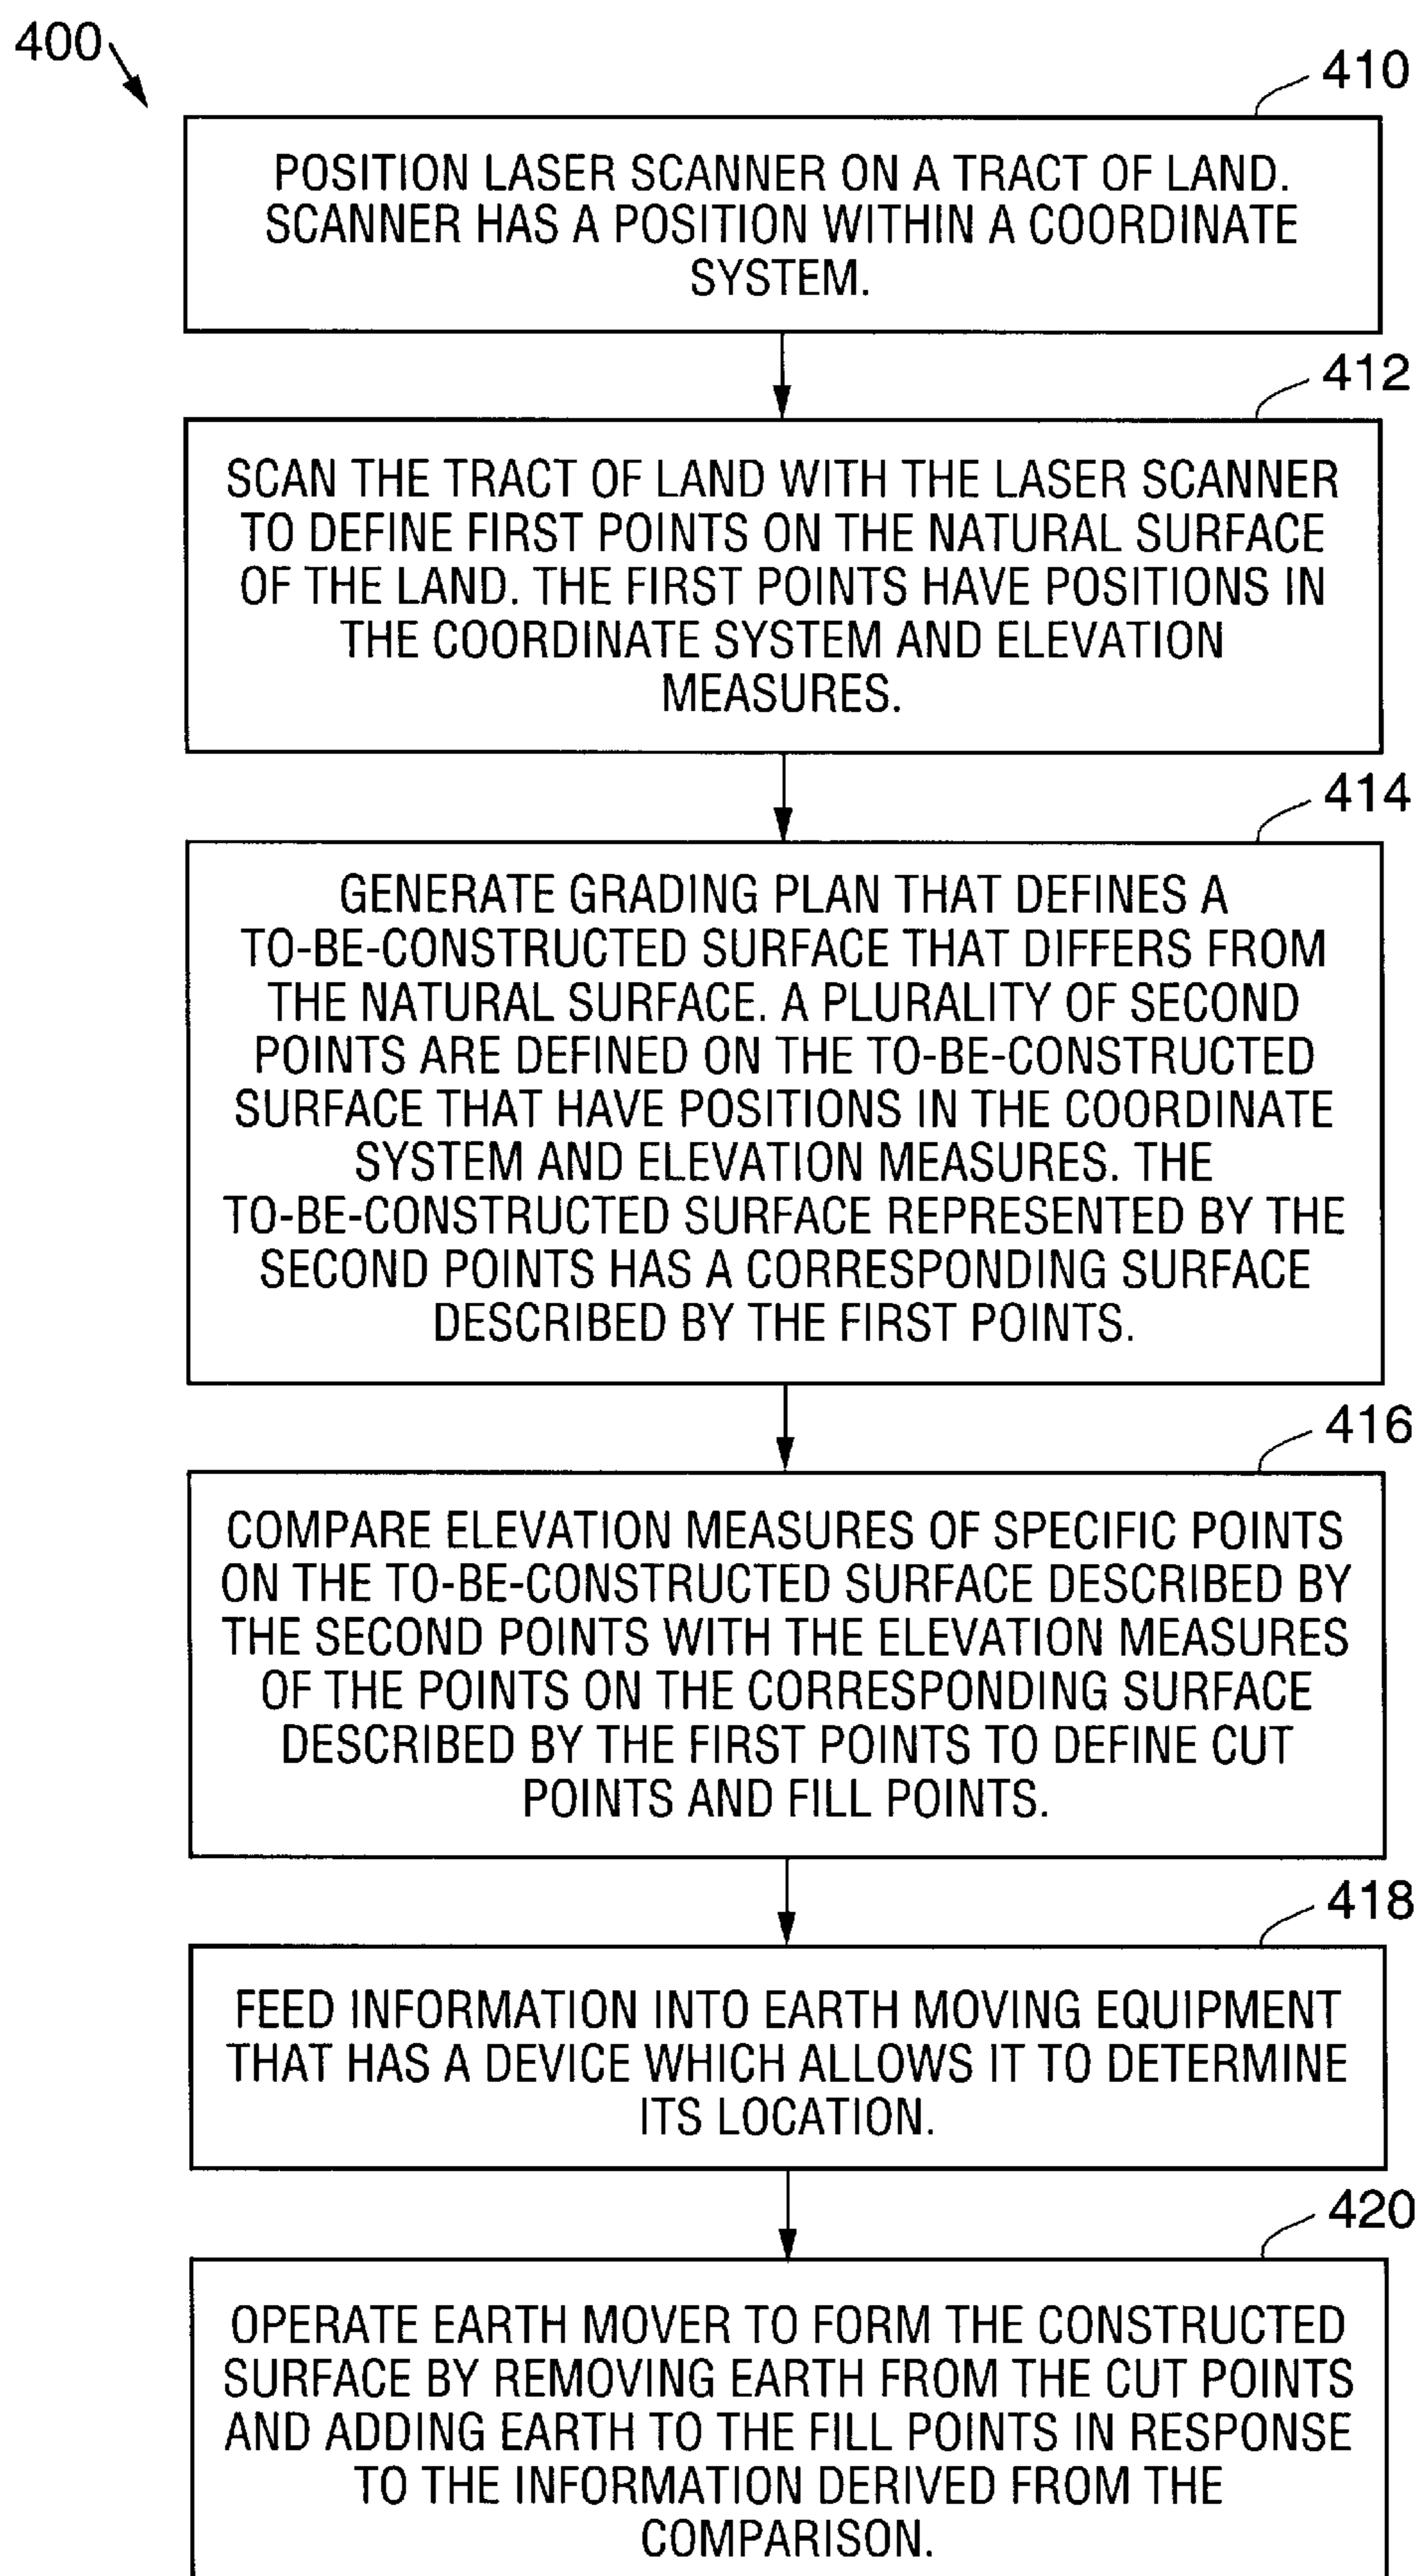 400
410
POSITION LASER SCANNER ON A TRACT OF LAND.
SCANNER HAS A POSITION WITHIN A COORDINATE
SYSTEM.
412
SCAN THE TRACT OF LAND WITH THE LASER SCANNER
TO DEFINE FIRST POINTS ON THE NATURAL SURFACE
OF THE LAND. THE FIRST POINTS HAVE POSITIONS IN
THE COORDINATE SYSTEM AND ELEVATION
MEASURES.
414
GENERATE GRADING PLAN THAT DEFINES A
TO-BE-CONSTRUCTED SURFACE THAT DIFFERS FROM
THE NATURAL SURFACE. A PLURALITY OF SECOND
POINTS ARE DEFINED ON THE TO-BE-CONSTRUCTED
SURFACE THAT HAVE POSITIONS IN THE COORDINATE
SYSTEM AND ELEVATION MEASURES. THE
TO-BE-CONSTRUCTED SURFACE REPRESENTED BY THE
SECOND POINTS HAS A CORRESPONDING SURFACE
DESCRIBED BY THE FIRST POINTS.
416
COMPARE ELEVATION MEASURES OF SPECIFIC POINTS
ON THE TO-BE-CONSTRUCTED SURFACE DESCRIBED BY
THE SECOND POINTS WITH THE ELEVATION MEASURES
OF THE POINTS ON THE CORRESPONDING SURFACE
DESCRIBED BY THE FIRST POINTS TO DEFINE CUT
POINTS AND FILL POINTS.
418
FEED INFORMATION INTO EARTH MOVING EQUIPMENT
THAT HAS A DEVICE WHICH ALLOWS IT TO DETERMINE
ITS LOCATION.
420
OPERATE EARTH MOVER TO FORM THE CONSTRUCTED
SURFACE BY REMOVING EARTH FROM THE CUT POINTS
AND ADDING EARTH TO THE FILL POINTS IN RESPONSE
TO THE INFORMATION DERIVED FROM THE
COMPARISON.